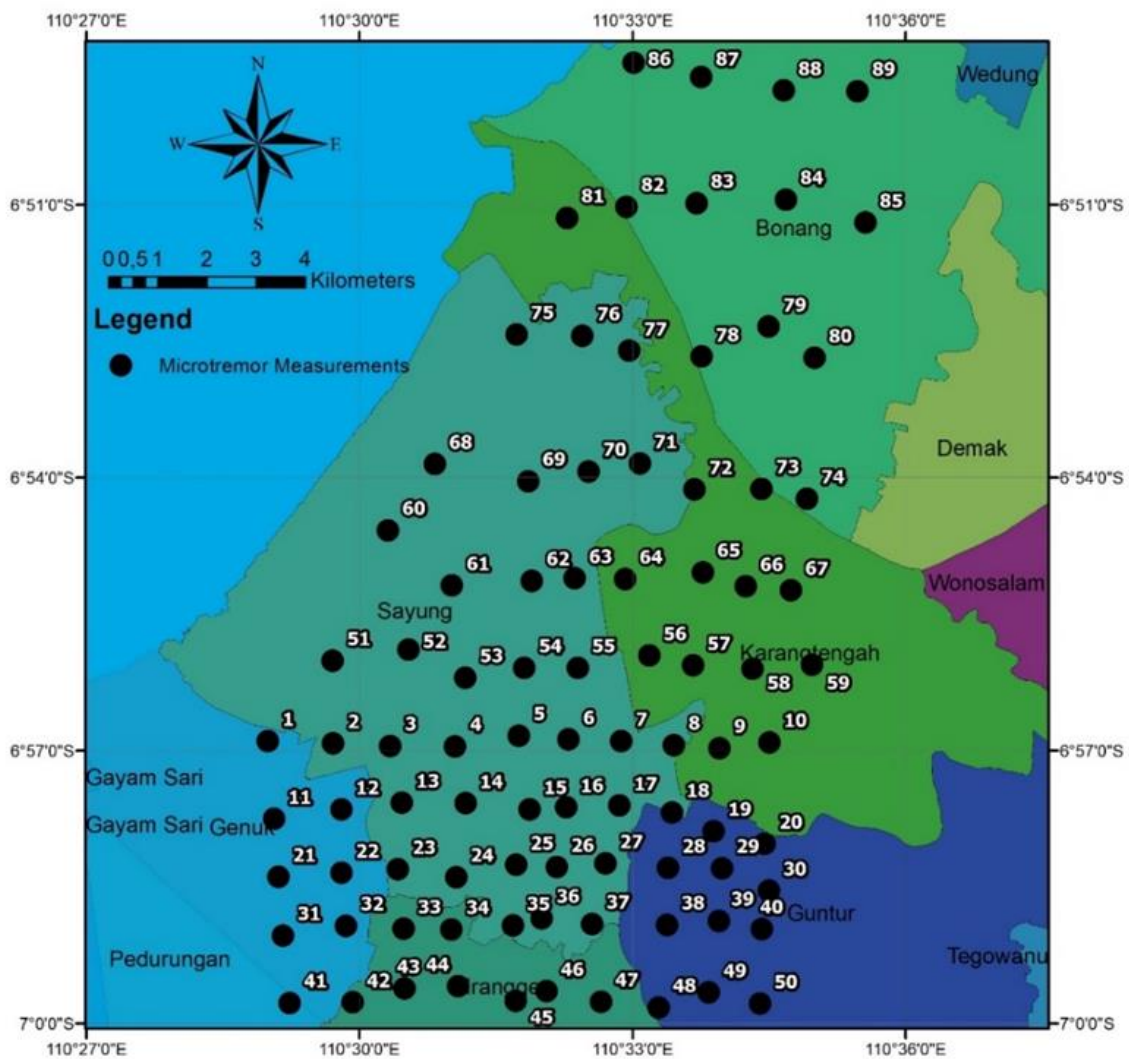 110°27'0"E 110°30'0"E 110°33'0"E 110°36'0"E
86 87 88 89
Wedung
N
W E
S
81 82 83 84 85
6°51'0"S 6°51'0"S
Bonang
0 0,5 1 2 3 4
Kilometers
Legend
Microtremor Measurements
75 76 77 78 79 80
68 69 70 71 72 73 74
Demak
6°54'0"S 6°54'0"S
60
61 62 63 64 65 66 67
Wonosalam
Sayung
51 52 53 54 55 56 57 58 59
Karangtengah
1 2 3 4 5 6 7 8 9 10
6°57'0"S 6°57'0"S
Gayam Sari
11 12 13 14 15 16 17 18 19 20
Gayam Sari Genuk
21 22 23 24 25 26 27 28 29 30
Guntur
31 32 33 34 35 36 37 38 39 40
Pedurungan
Tegowanu
41 42 43 44 45 46 47 48 49 50
7°0'0"S 7°0'0"S
110°27'0"E 110°30'0"E 110°33'0"E 110°36'0"E